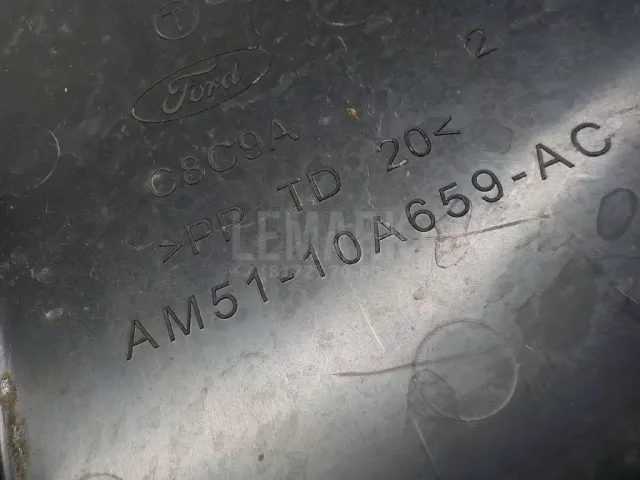 T
Ford
2
C8C9A
>PP TD 20<
AM51-10A659-AC